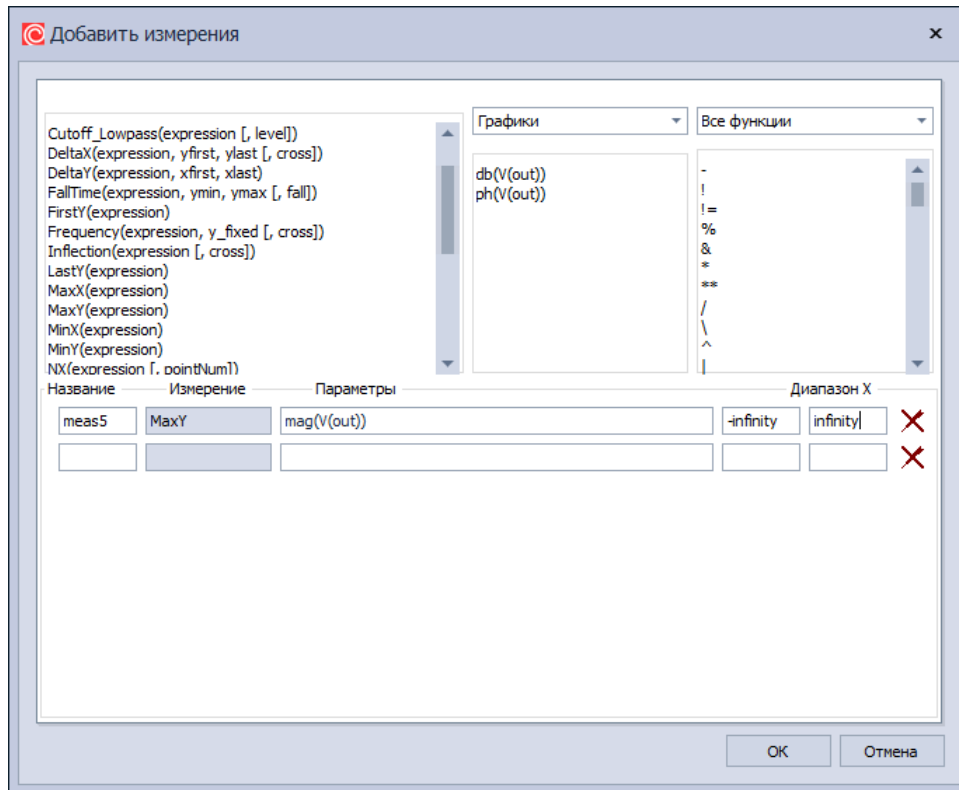 Добавить измерения
Cutoff_Lowpass(expression [, level])
DeltaX(expression, yfirst, ylast [, cross])
DeltaY(expression, xfirst, xlast)
FallTime(expression, ymin, ymax [, fall])
FirstY(expression)
Frequency(expression, y_fixed [, cross])
Inflection(expression [, cross])
LastY(expression)
MaxX(expression)
MaxY(expression)
MinX(expression)
MinY(expression)
NX(expression [, pointNum])
Графики
db(V(out))
ph(V(out))
Все функции
-
!
!=
%
&
*
**
/
\
^
|
Название Измерение Параметры Диапазон X
meas5 MaxY mag(V(out)) -infinity infinity
OK Отмена